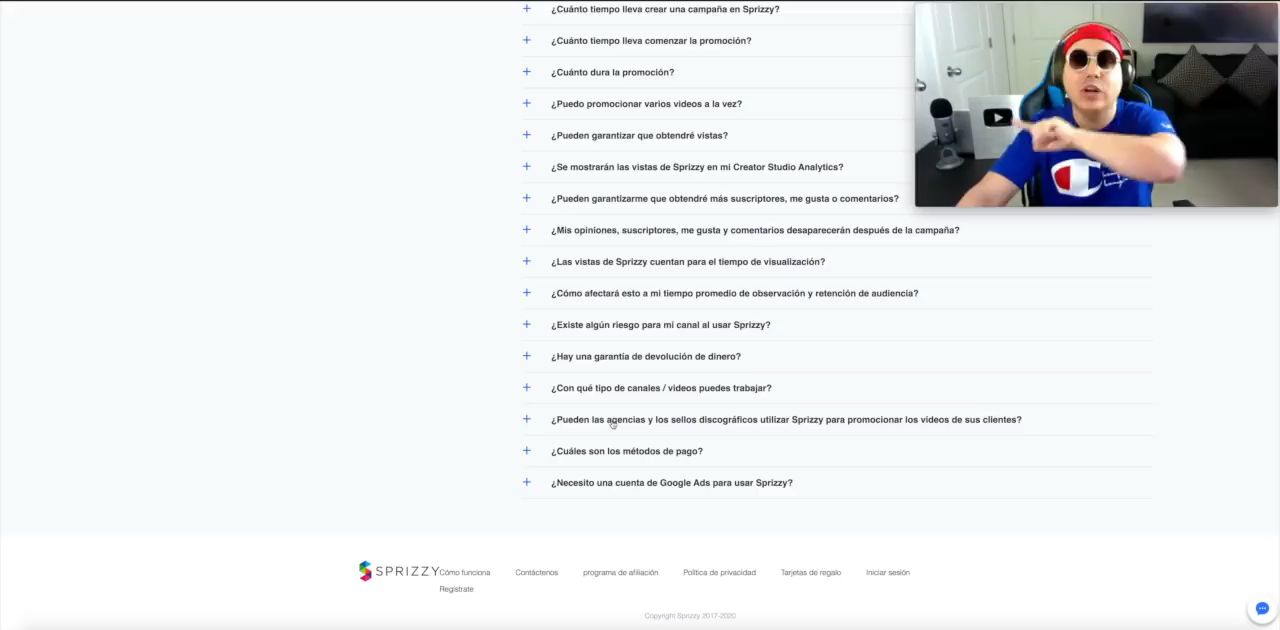 ¿Cuánto tiempo lleva crear una campaña en Sprizzy?
¿Cuánto tiempo lleva comenzar la promoción?
¿Cuánto dura la promoción?
¿Puedo promocionar varios videos a la vez?
¿Pueden garantizar que obtendré vistas?
¿Se mostrarán las vistas de Sprizzy en mi Creator Studio Analytics?
¿Pueden garantizarme que obtendré más suscriptores, me gusta o comentarios?
¿Mis opiniones, suscriptores, me gusta y comentarios desaparecerán después de la campaña?
¿Las vistas de Sprizzy cuentan para el tiempo de visualización?
¿Cómo afectará esto a mi tiempo promedio de observación y retención de audiencia?
¿Existe algún riesgo para mi canal al usar Sprizzy?
¿Hay una garantía de devolución de dinero?
¿Con qué tipo de canales / videos puedes trabajar?
¿Pueden las agencias y los sellos discográficos utilizar Sprizzy para promocionar los videos de sus clientes?
¿Cuáles son los métodos de pago?
¿Necesito una cuenta de Google Ads para usar Sprizzy?
SPRIZZY Cómo funciona Contáctenos programa de afiliación Política de privacidad Tarjetas de regalo Iniciar sesión
Regístrate
Copyright Sprizzy 2017-2020